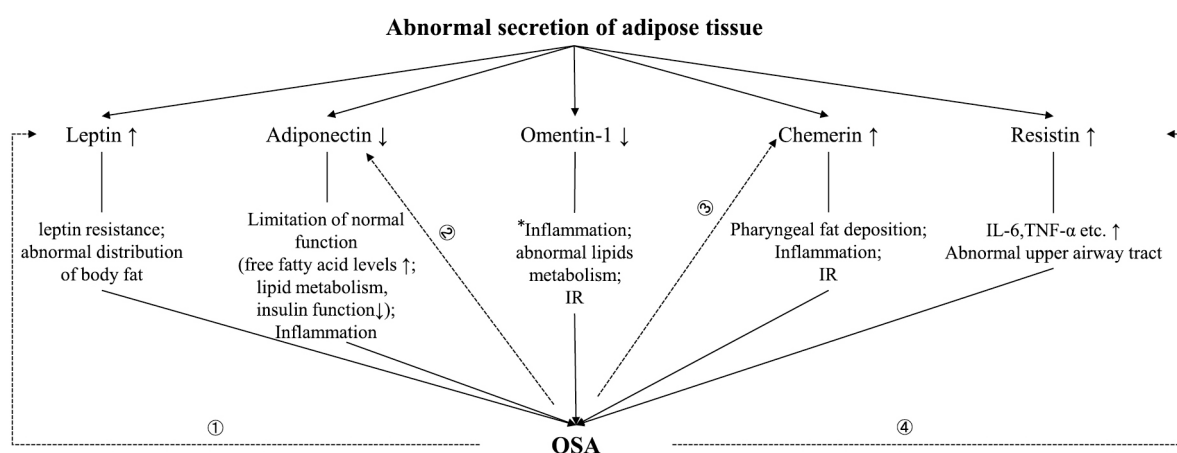 Abnormal secretion of adipose tissue
Leptin ↑
Adiponectin ↓
Omentin-1 ↓
Chemerin ↑
Resistin ↑
leptin resistance;
abnormal distribution
of body fat
Limitation of normal
function
(free fatty acid levels ↑;
lipid metabolism,
insulin function↓);
Inflammation
*Inflammation;
abnormal lipids
metabolism;
IR
Pharyngeal fat deposition;
Inflammation;
IR
IL-6,TNF-α etc. ↑
Abnormal upper airway tract
②
③
①
④
OSA